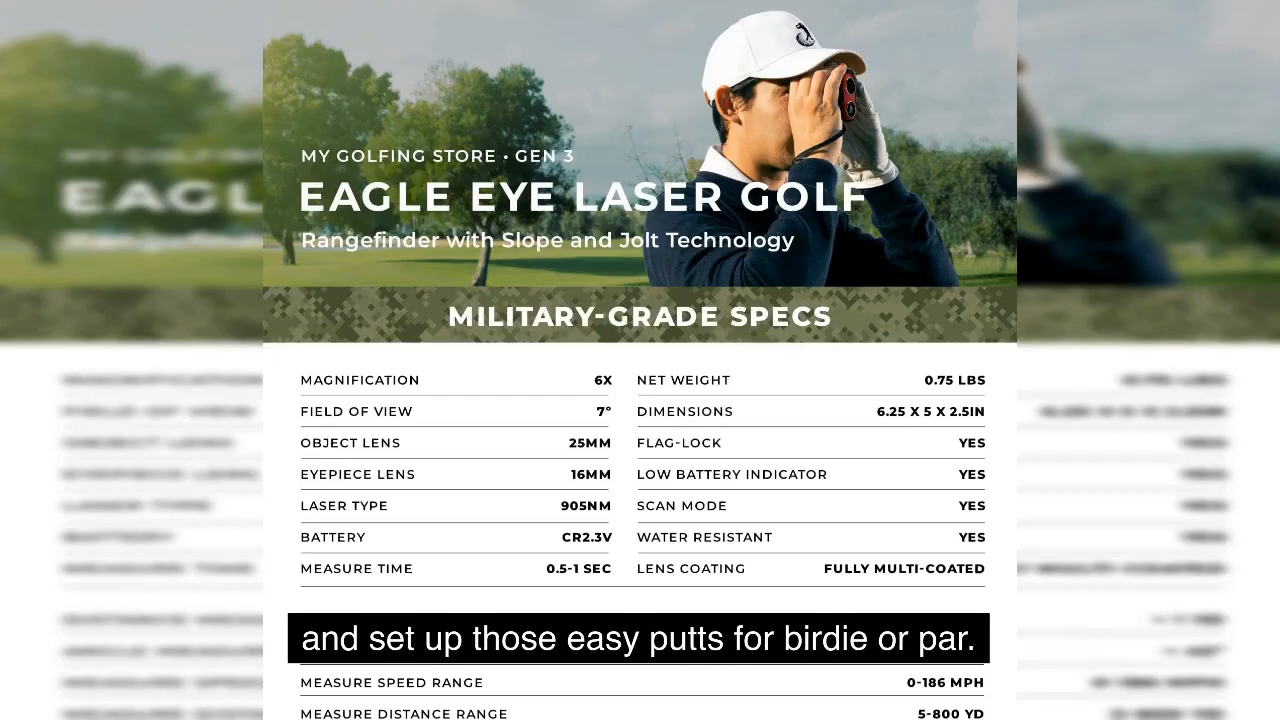 MY GOLFING STORE • GEN 3
EAGLE EYE LASER GOLF
Rangefinder with Slope and Jolt Technology
MILITARY-GRADE SPECS
MAGNIFICATION 6X
FIELD OF VIEW 7°
OBJECT LENS 25MM
EYEPIECE LENS 16MM
LASER TYPE 905NM
BATTERY CR2.3V
MEASURE TIME 0.5-1 SEC
NET WEIGHT 0.75 LBS
DIMENSIONS 6.25 X 5 X 2.5IN
FLAG-LOCK YES
LOW BATTERY INDICATOR YES
SCAN MODE YES
WATER RESISTANT YES
LENS COATING FULLY MULTI-COATED
and set up those easy putts for birdie or par.
MEASURE SPEED RANGE 0-186 MPH
MEASURE DISTANCE RANGE 5-800 YD